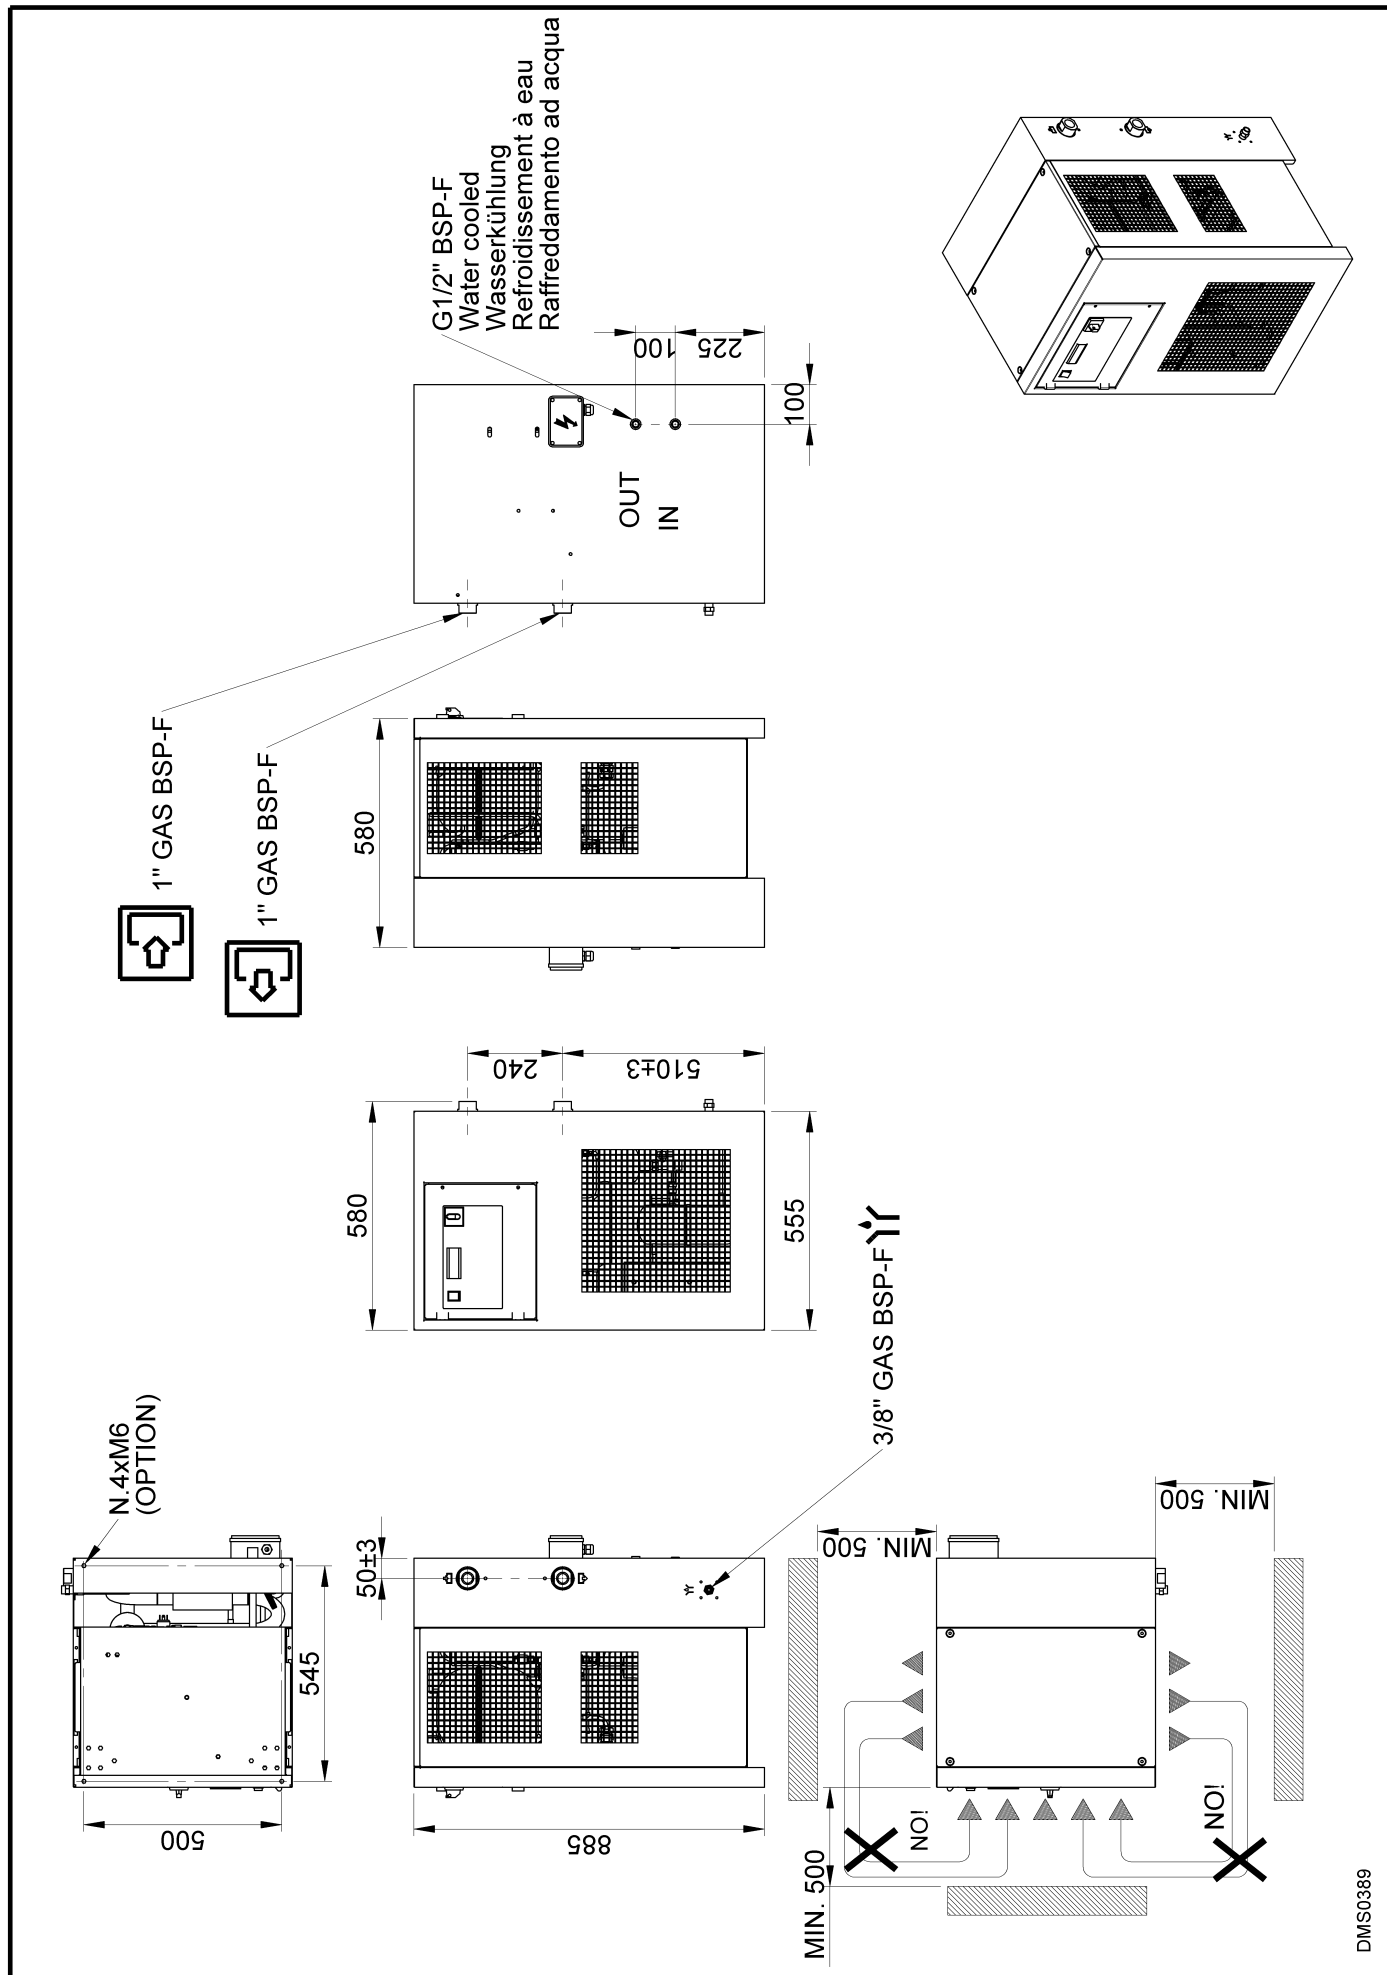 G1/2" BSP-F
Water cooled
Wasserkühlung
Refroidissement à eau
Raffreddamento ad acqua
100
225
100
OUT
IN
1" GAS BSP-F
1" GAS BSP-F
580
240
510±3
580
555
3/8" GAS BSP-F
N.4xM6
(OPTION)
545
500
50±3
885
MIN. 500
MIN. 500
MIN. 500
NO!
NO!
DMS0389